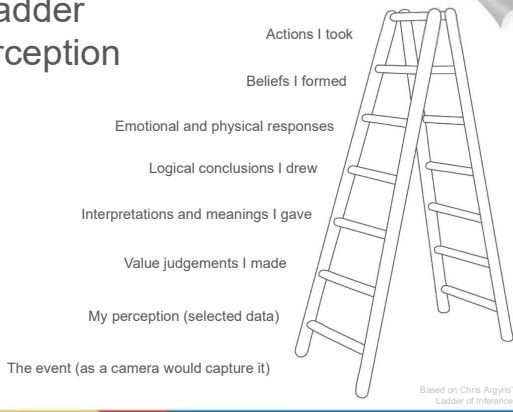 adder
rception
Actions I took
Beliefs I formed
Emotional and physical responses
Logical conclusions I drew
Interpretations and meanings I gave
Value judgements I made
My perception (selected data)
The event (as a camera would capture it)
Based on Chris Argyris'
Ladder of Inference